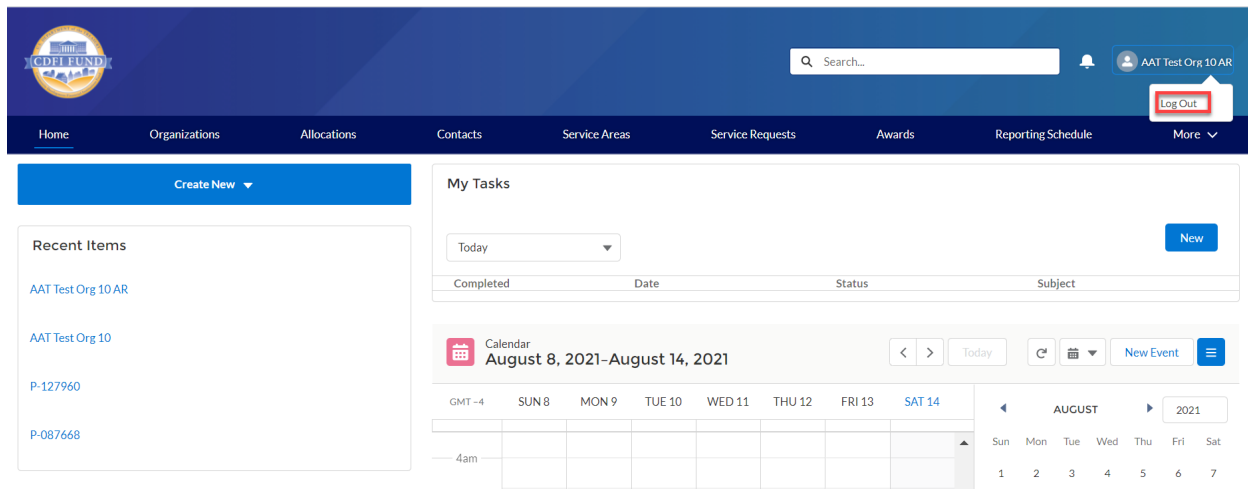 CDFI FUND
Search...
AAT Test Org 10 AR
Log Out
Home Organizations Allocations Contacts Service Areas Service Requests Awards Reporting Schedule More
Create New
My Tasks
Recent Items
Today
New
Completed Date Status Subject
AAT Test Org 10 AR
AAT Test Org 10
P-127960
P-087668
Calendar
August 8, 2021–August 14, 2021
Today
New Event
GMT −4 SUN 8 MON 9 TUE 10 WED 11 THU 12 FRI 13 SAT 14
AUGUST 2021
Sun Mon Tue Wed Thu Fri Sat
4am
1 2 3 4 5 6 7